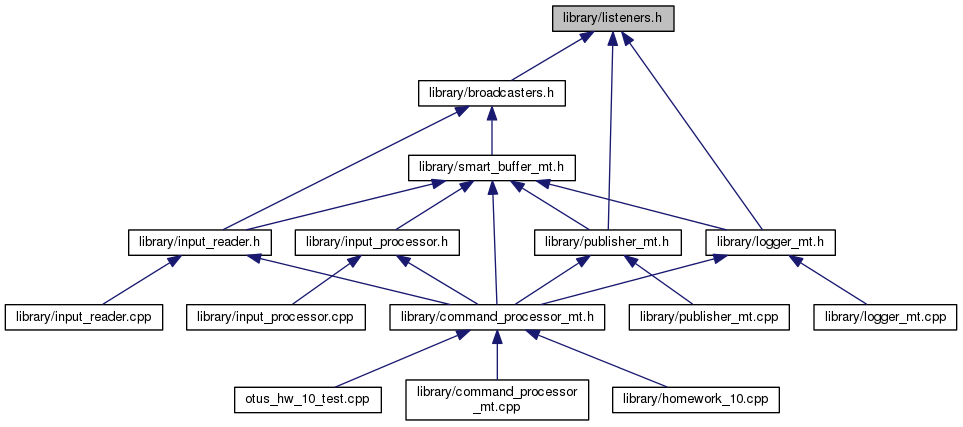 library/listeners.h
library/broadcasters.h
library/smart_buffer_mt.h
library/input_reader.h
library/input_processor.h
library/publisher_mt.h
library/logger_mt.h
library/input_reader.cpp
library/input_processor.cpp
library/command_processor_mt.h
library/publisher_mt.cpp
library/logger_mt.cpp
otus_hw_10_test.cpp
library/command_processor
_mt.cpp
library/homework_10.cpp